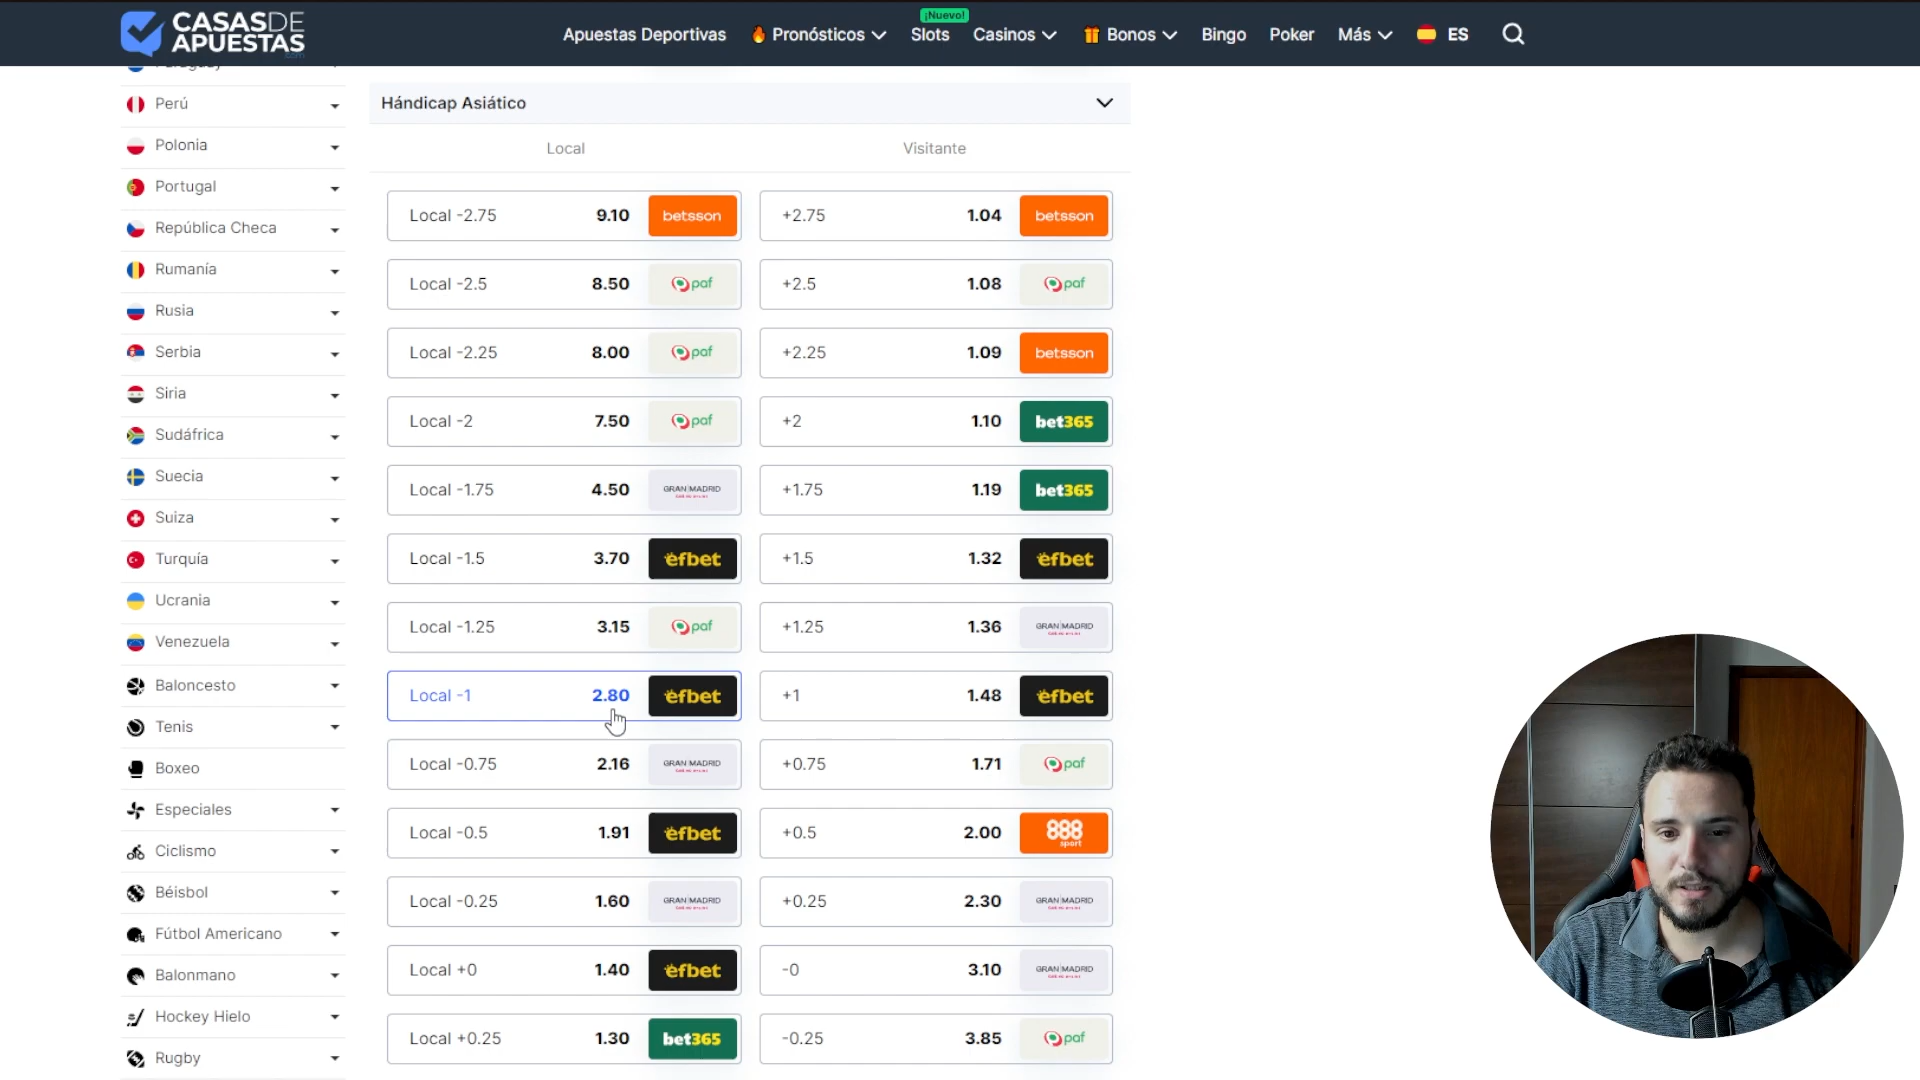 CASASDE
APUESTAS
.com
Apuestas Deportivas
Pronósticos
¡Nuevo!
Slots
Casinos
Bonos
Bingo
Poker
Más
ES
Paraguay
Perú
Polonia
Portugal
República Checa
Rumanía
Rusia
Serbia
Siria
Sudáfrica
Suecia
Suiza
Turquía
Ucrania
Venezuela
Baloncesto
Tenis
Boxeo
Especiales
Ciclismo
Béisbol
Fútbol Americano
Balonmano
Hockey Hielo
Rugby
Hándicap Asiático
Local Visitante
Local -2.75 9.10 betsson +2.75 1.04 betsson
Local -2.5 8.50 paf +2.5 1.08 paf
Local -2.25 8.00 paf +2.25 1.09 betsson
Local -2 7.50 paf +2 1.10 bet365
Local -1.75 4.50 GRAN MADRID +1.75 1.19 bet365
Local -1.5 3.70 efbet +1.5 1.32 efbet
Local -1.25 3.15 paf +1.25 1.36 GRAN MADRID
Local -1 2.80 efbet +1 1.48 efbet
Local -0.75 2.16 GRAN MADRID +0.75 1.71 paf
Local -0.5 1.91 efbet +0.5 2.00 888 sport
Local -0.25 1.60 GRAN MADRID +0.25 2.30 GRAN MADRID
Local +0 1.40 efbet -0 3.10 GRAN MADRID
Local +0.25 1.30 bet365 -0.25 3.85 paf